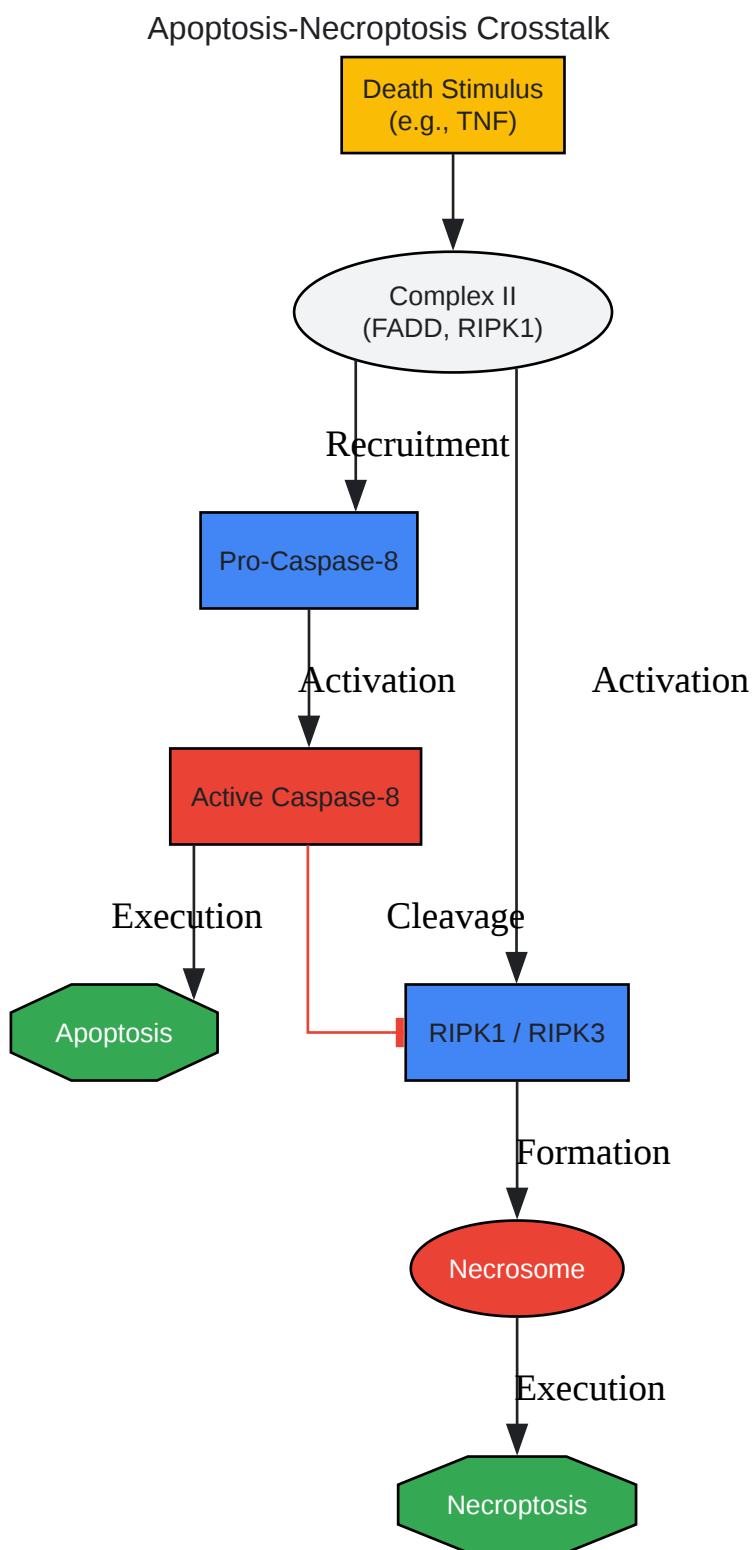 Apoptosis-Necroptosis Crosstalk
Death Stimulus
(e.g., TNF)
Complex II
(FADD, RIPK1)
Recruitment
Pro-Caspase-8
Activation
Activation
Active Caspase-8
Execution
Cleavage
Apoptosis
RIPK1 / RIPK3
Formation
Necrosome
Execution
Necroptosis